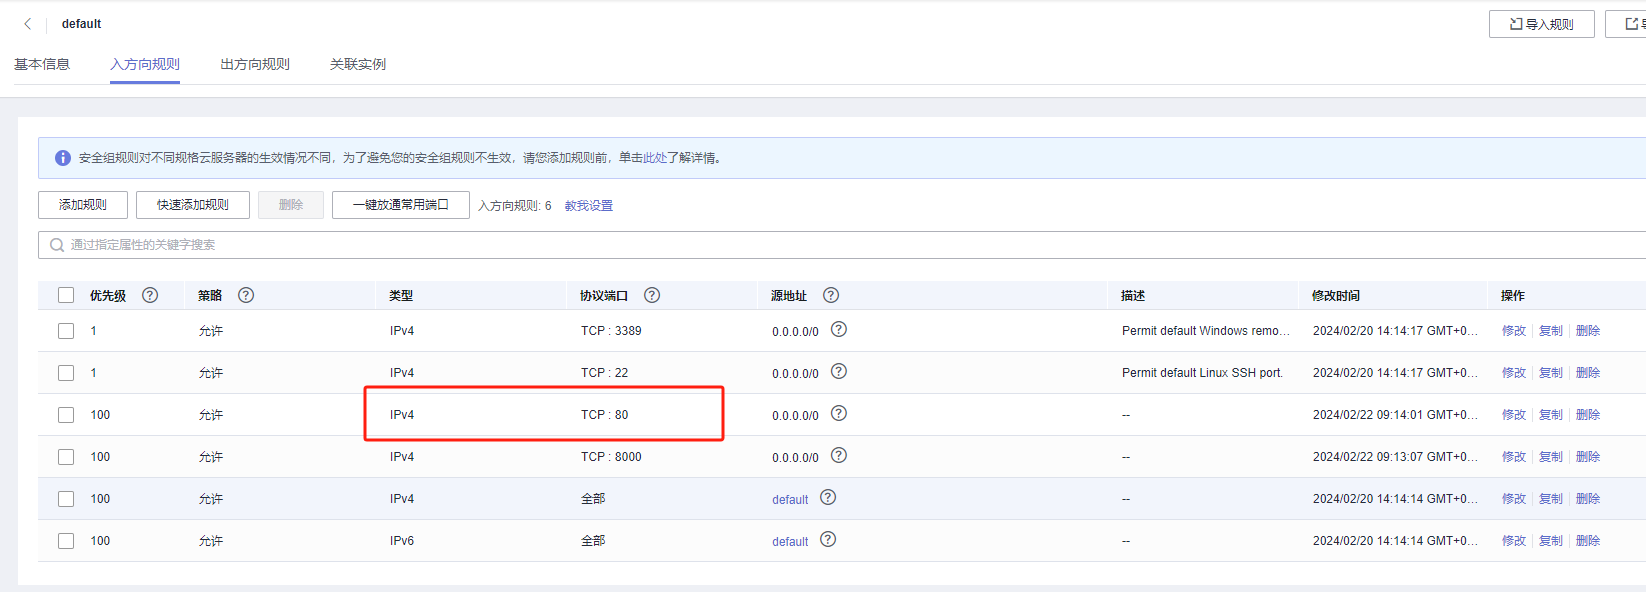 default
导入规则
基本信息 入方向规则 出方向规则 关联实例
安全组规则对不同规格云服务器的生效情况不同，为了避免您的安全组规则不生效，请您添加规则前，单击此处了解详情。
添加规则 快速添加规则 删除 一键放通常用端口 入方向规则: 6 教我设置
通过指定属性的关键字搜索
优先级 策略 类型 协议端口 源地址 描述 修改时间 操作
1 允许 IPv4 TCP : 3389 0.0.0.0/0 Permit default Windows remo... 2024/02/20 14:14:17 GMT+0... 修改 复制 删除
1 允许 IPv4 TCP : 22 0.0.0.0/0 Permit default Linux SSH port. 2024/02/20 14:14:17 GMT+0... 修改 复制 删除
100 允许 IPv4 TCP : 80 0.0.0.0/0 -- 2024/02/22 09:14:01 GMT+0... 修改 复制 删除
100 允许 IPv4 TCP : 8000 0.0.0.0/0 -- 2024/02/22 09:13:07 GMT+0... 修改 复制 删除
100 允许 IPv4 全部 default -- 2024/02/20 14:14:14 GMT+0... 修改 复制 删除
100 允许 IPv6 全部 default -- 2024/02/20 14:14:14 GMT+0... 修改 复制 删除